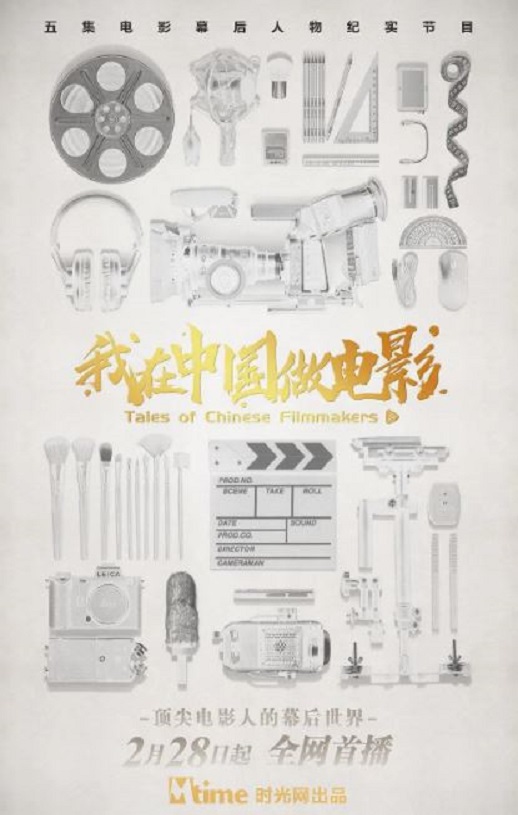 五集电影幕后人物纪实节目
我在中国做电影
Tales of Chinese Filmmakers
PROD.NO.
SCENE TAKE ROLL
DATE SOUND
PROD.CO.
DIRECTOR
CAMERAMAN
LEICA
-顶尖电影人的幕后世界-
2月28日起 全网首播
Mtime 时光网出品